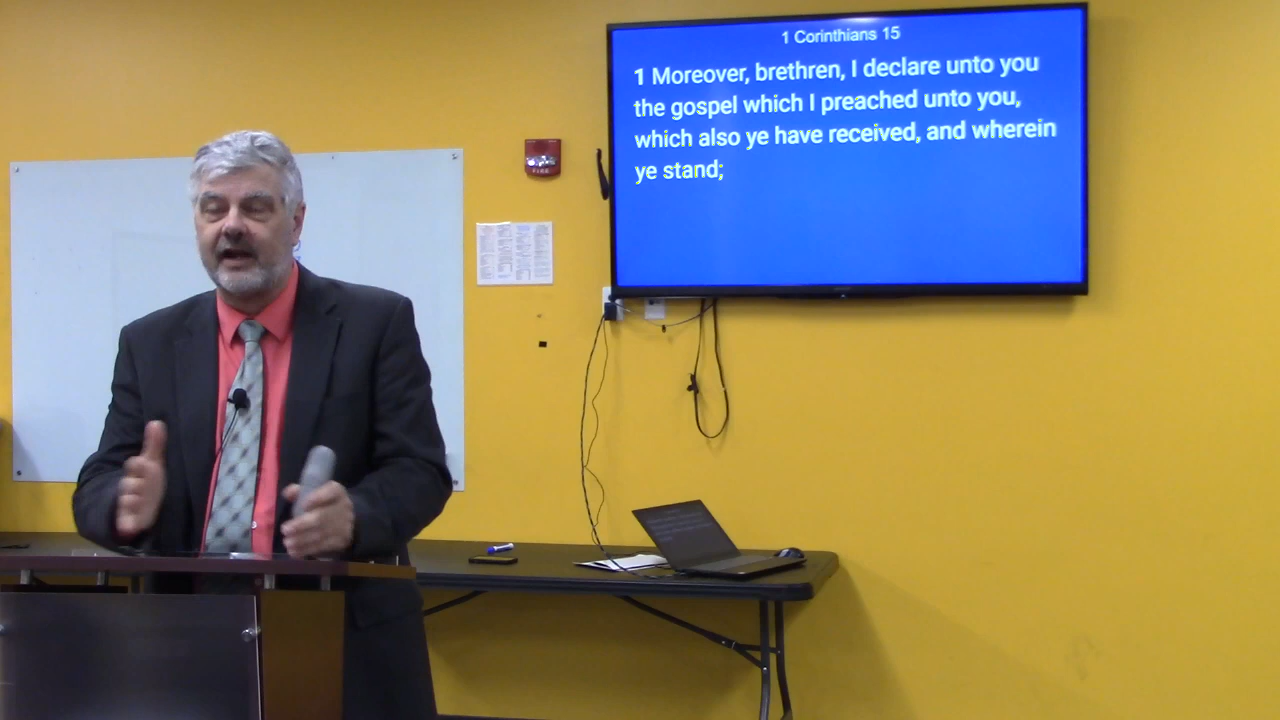 1 Corinthians 15
1 Moreover, brethren, I declare unto you
the gospel which I preached unto you,
which also ye have received, and wherein
ye stand;
FIRE